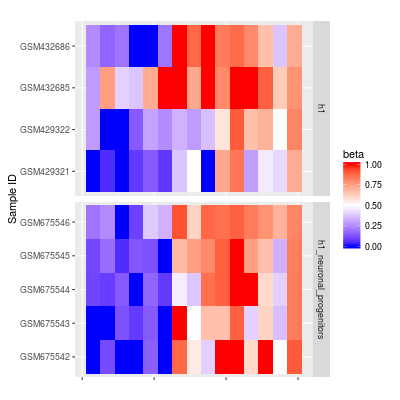 GSM432686
GSM432685
GSM429322
GSM429321
GSM675546
GSM675545
GSM675544
GSM675543
GSM675542
Sample ID
h1
h1_neuronal_progenitors
beta
1.00
0.75
0.50
0.25
0.00